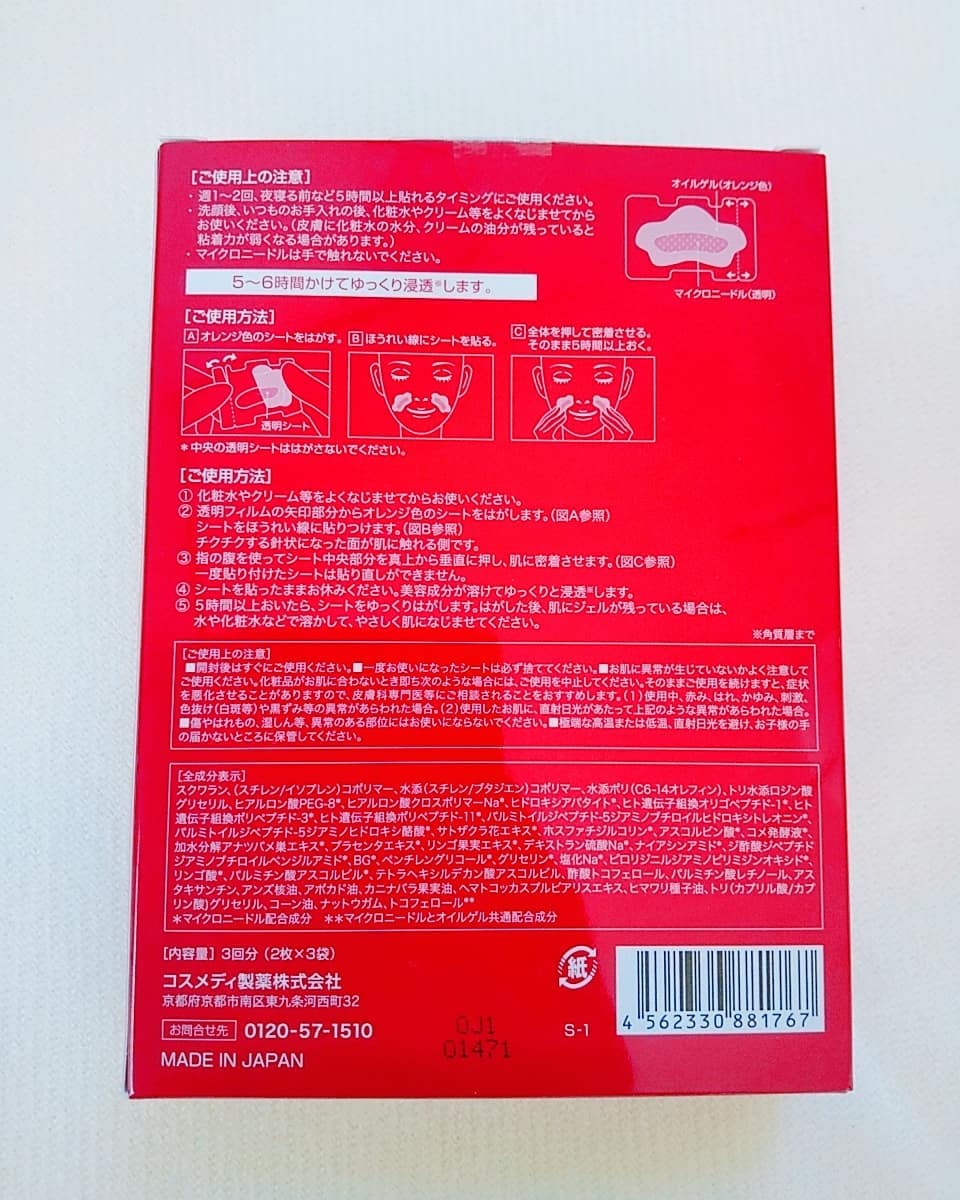 [ご使用上の注意]
・週1〜2回、夜寝る前など5時間以上貼れるタイミングにご使用ください。
・洗顔後、いつものお手入れの後、化粧水やクリーム等をよくなじませてから
お使いください。(皮膚に化粧水の水分、クリームの油分が残っていると
粘着力が弱くなる場合があります。)
・マイクロニードルは手で触れないでください。
オイルゲル(オレンジ色)
マイクロニードル(透明)
5〜6時間かけてゆっくり浸透※します。
[ご使用方法]
A オレンジ色のシートをはがす。
B ほうれい線にシートを貼る。
C 全体を押して密着させる。
そのまま5時間以上おく。
透明シート
*中央の透明シートははがさないでください。
[ご使用方法]
① 化粧水やクリーム等をよくなじませてからお使いください。
② 透明フィルムの矢印部分からオレンジ色のシートをはがします。(図A参照)
シートをほうれい線に貼りつけます。(図B参照)
チクチクする針状になった面が肌に触れる側です。
③ 指の腹を使ってシート中央部分を真上から垂直に押し、肌に密着させます。(図C参照)
一度貼り付けたシートは貼り直しができません。
④ シートを貼ったままお休みください。美容成分が溶けてゆっくりと浸透※します。
⑤ 5時間以上おいたら、シートをゆっくりはがします。はがした後、肌にジェルが残っている場合は、
水や化粧水などで溶かして、やさしく肌になじませてください。
※角質層まで
[ご使用上の注意]
■開封後はすぐにご使用ください。■一度お使いになったシートは必ず捨ててください。■お肌に異常が生じていないかよく注意して
ご使用ください。化粧品がお肌に合わないとき即ち次のような場合には、ご使用を中止してください。そのままご使用を続けますと、症状
を悪化させることがありますので、皮膚科専門医等にご相談されることをおすすめします。(1)使用中、赤み、はれ、かゆみ、刺激、
色抜け(白斑等)や黒ずみ等の異常があらわれた場合。(2)使用したお肌に、直射日光があたって上記のような異常があらわれた場合。
■傷やはれもの、湿しん等、異常のある部位にはお使いにならないでください。■極端な高温または低温、直射日光を避け、お子様の手
の届かないところに保管してください。
[全成分表示]
スクワラン、(スチレン/イソプレン)コポリマー、水添(スチレン/ブタジエン)コポリマー、水添ポリ(C6-14オレフィン)、トリ水添ロジン酸
グリセリル、ヒアルロン酸PEG-8*、ヒアルロン酸クロスポリマーNa*、ヒドロキシアパタイト*、ヒト遺伝子組換オリゴペプチド-1*、ヒト
遺伝子組換ポリペプチド-3*、ヒト遺伝子組換ポリペプチド-11*、パルミトイルジペプチド-5ジアミノブチロイルヒドロキシトレオニン*、
パルミトイルジペプチド-5ジアミノヒドロキシ酪酸*、サトザクラ花エキス*、ホスファチジルコリン*、アスコルビン酸*、コメ発酵液*、
加水分解アナツバメ巣エキス*、プラセンタエキス*、リンゴ果実エキス*、デキストラン硫酸Na*、ナイアシンアミド*、ジ酢酸ジペプチド
ジアミノブチロイルベンジルアミド*、BG*、ペンチレングリコール*、グリセリン*、塩化Na*、ピロリジニルジアミノピリミジンオキシド*、
リンゴ酸*、パルミチン酸アスコルビル*、テトラヘキシルデカン酸アスコルビル、酢酸トコフェロール、パルミチン酸レチノール、アス
タキサンチン、アンズ核油、アボカド油、カニナバラ果実油、ヘマトコッカスプルビアリスエキス、ヒマワリ種子油、トリ(カプリル酸/カプ
リン酸)グリセリル、コーン油、ナットウガム、トコフェロール**
*マイクロニードル配合成分 **マイクロニードルとオイルゲル共通配合成分
[内容量] 3回分 (2枚×3袋)
コスメディ製薬株式会社
京都府京都市南区東九条河西町32
お問合せ先 0120-57-1510
MADE IN JAPAN
0J1
01471
紙
S-1
4 562330 881767